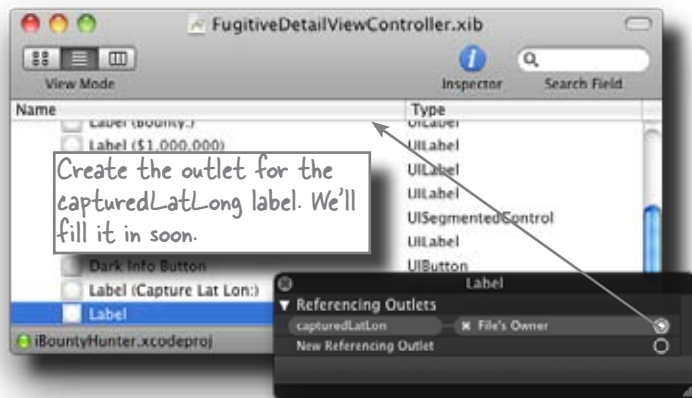 FugitiveDetailViewController.xib
View Mode
Inspector
Search Field
Name
Type
Label (Bounty:)
UILabel
Label ($1,000,000)
UILabel
Create the outlet for the
capturedLatLong label. We'll
fill it in soon.
UILabel
UILabel
UISegmentedControl
UILabel
Dark Info Button
UIButton
Label (Capture Lat Lon:)
Label
iBountyHunter.xcodeproj
Label
Referencing Outlets
capturedLatLon
File's Owner
New Referencing Outlet